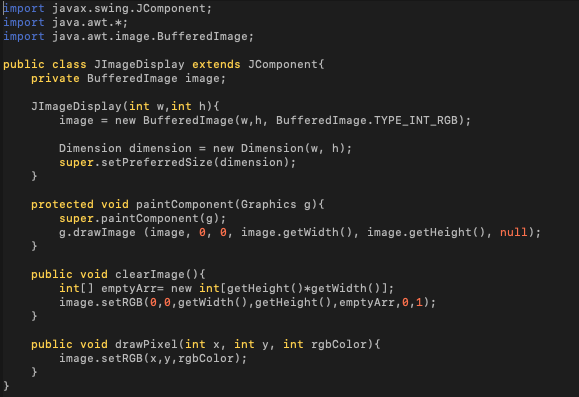 import javax.swing.JComponent;
import java.awt.*;
import java.awt.image.BufferedImage;

public class JImageDisplay extends JComponent{
    private BufferedImage image;

    JImageDisplay(int w,int h){
        image = new BufferedImage(w,h, BufferedImage.TYPE_INT_RGB);

        Dimension dimension = new Dimension(w, h);
        super.setPreferredSize(dimension);
    }

    protected void paintComponent(Graphics g){
        super.paintComponent(g);
        g.drawImage (image, 0, 0, image.getWidth(), image.getHeight(), null);
    }

    public void clearImage(){
        int[] emptyArr= new int[getHeight()*getWidth()];
        image.setRGB(0,0,getWidth(),getHeight(),emptyArr,0,1);
    }

    public void drawPixel(int x, int y, int rgbColor){
        image.setRGB(x,y,rgbColor);
    }
}